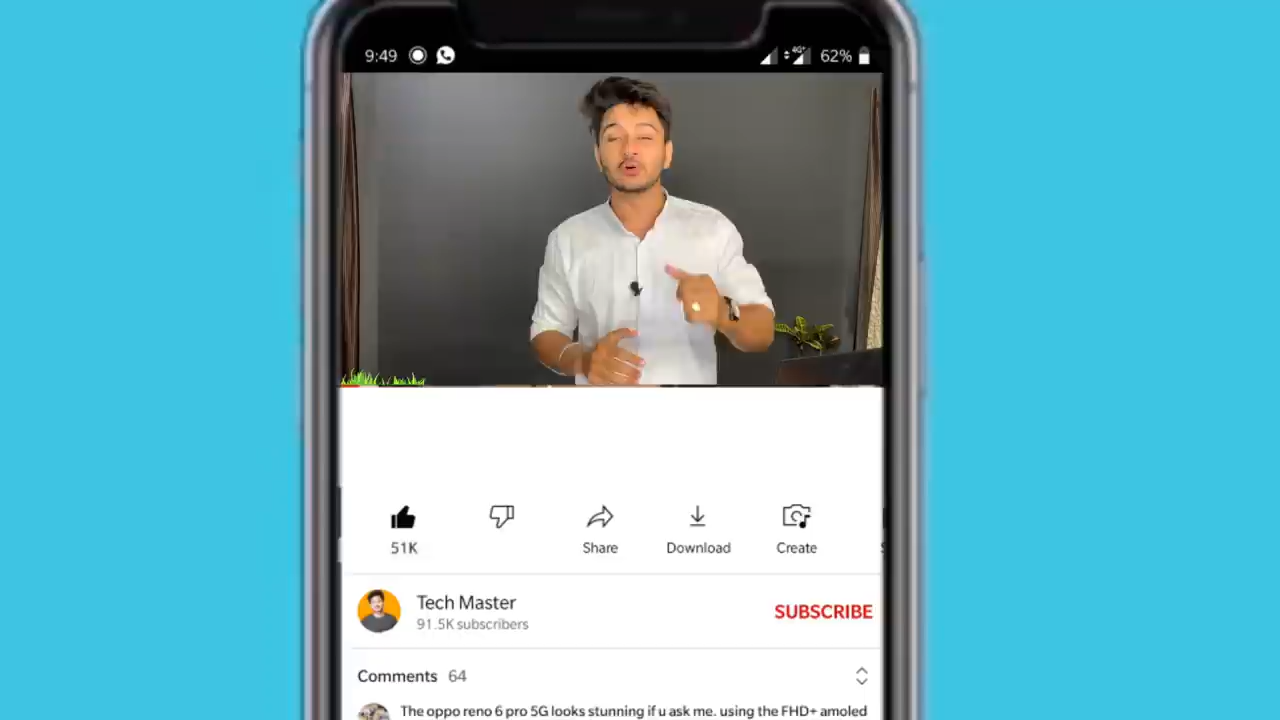 9:49 4G+ 62%
51K Share Download Create
Tech Master
91.5K subscribers
SUBSCRIBE
Comments 64
The oppo reno 6 pro 5G looks stunning if u ask me. using the FHD+ amoled